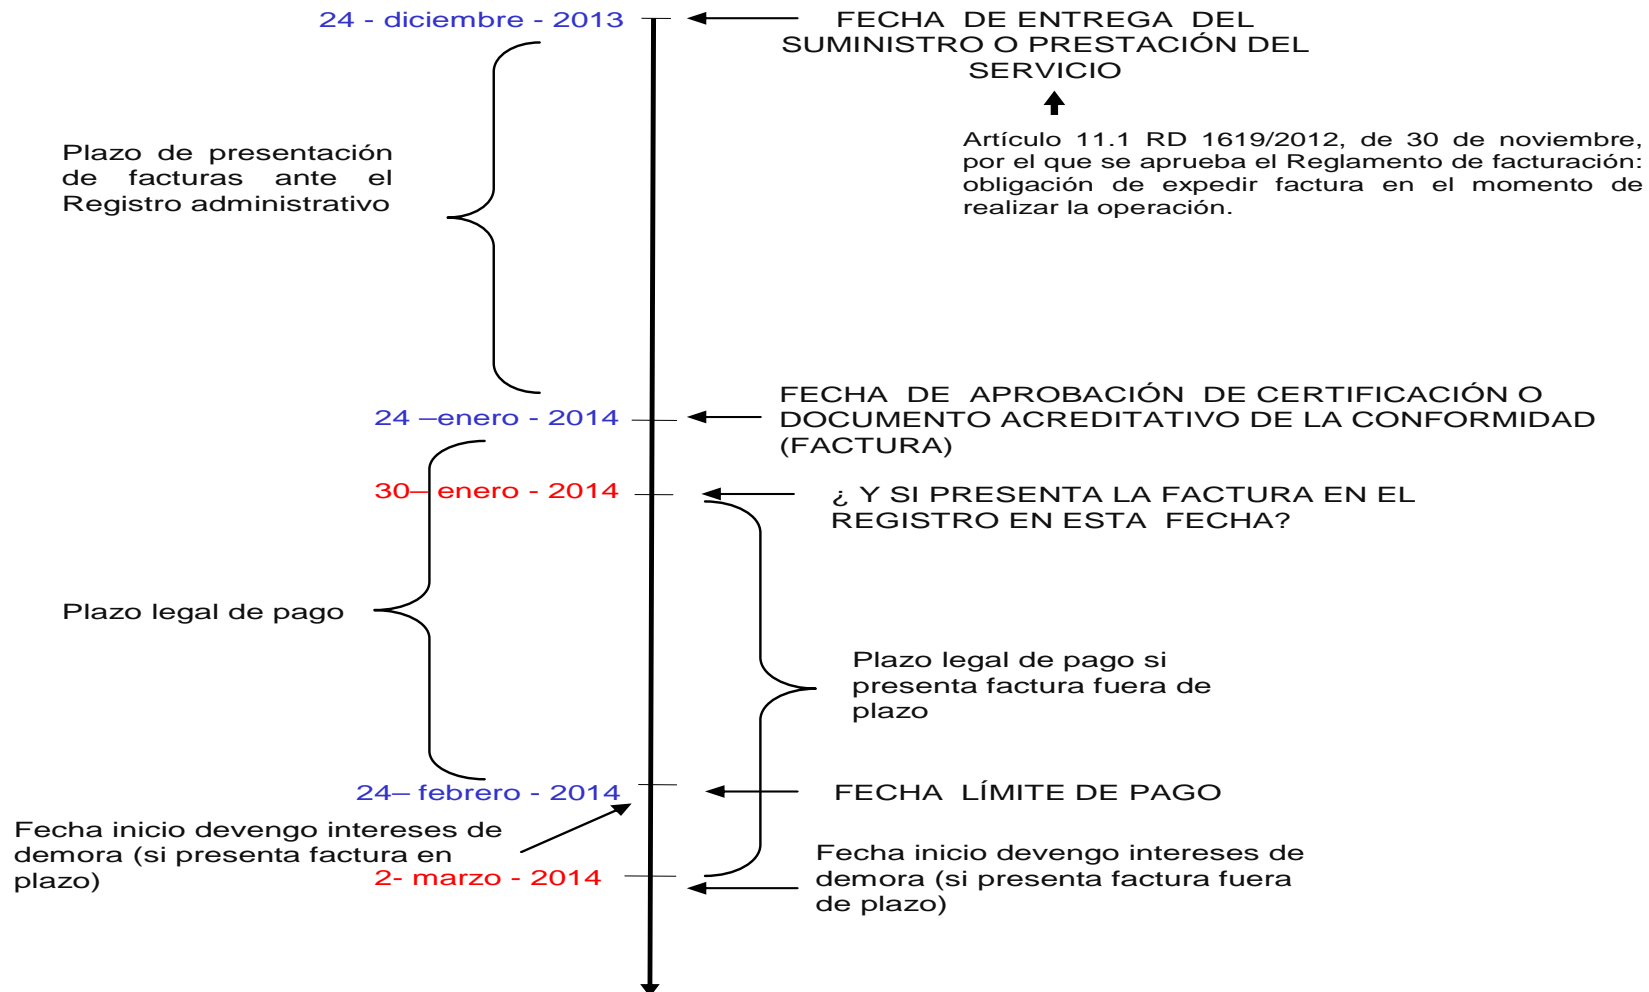 24 - diciembre - 2013
FECHA DE ENTREGA DEL
SUMINISTRO O PRESTACIÓN DEL
SERVICIO
Artículo 11.1 RD 1619/2012, de 30 de noviembre,
por el que se aprueba el Reglamento de facturación:
obligación de expedir factura en el momento de
realizar la operación.
Plazo de presentación
de facturas ante el
Registro administrativo
24 –enero - 2014
FECHA DE APROBACIÓN DE CERTIFICACIÓN O
DOCUMENTO ACREDITATIVO DE LA CONFORMIDAD
(FACTURA)
30– enero - 2014
¿ Y SI PRESENTA LA FACTURA EN EL
REGISTRO EN ESTA FECHA?
Plazo legal de pago
Plazo legal de pago si
presenta factura fuera de
plazo
24– febrero - 2014
FECHA LÍMITE DE PAGO
Fecha inicio devengo intereses de
demora (si presenta factura en
plazo)
2- marzo - 2014
Fecha inicio devengo intereses de
demora (si presenta factura fuera
de plazo)